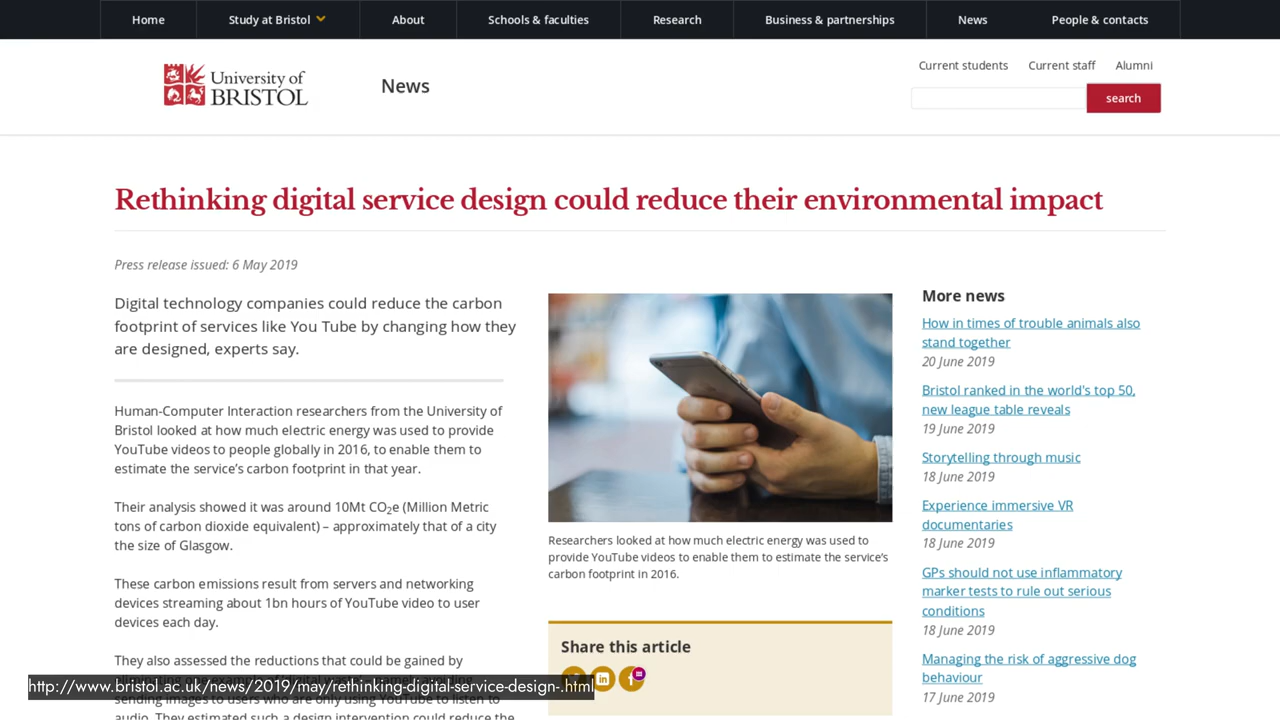 Home
Study at Bristol
About
Schools & faculties
Research
Business & partnerships
News
People & contacts
University of
BRISTOL
News
Current students
Current staff
Alumni
search
Rethinking digital service design could reduce their environmental impact
Press release issued: 6 May 2019
Digital technology companies could reduce the carbon
footprint of services like You Tube by changing how they
are designed, experts say.
Human-Computer Interaction researchers from the University of
Bristol looked at how much electric energy was used to provide
YouTube videos to people globally in 2016, to enable them to
estimate the service's carbon footprint in that year.
Their analysis showed it was around 10Mt CO2e (Million Metric
tons of carbon dioxide equivalent) – approximately that of a city
the size of Glasgow.
These carbon emissions result from servers and networking
devices streaming about 1bn hours of YouTube video to user
devices each day.
They also assessed the reductions that could be gained by
sending images to users who are only using YouTube to listen to
audio. They estimated such a design intervention could reduce the
http://www.bristol.ac.uk/news/2019/may/rethinking-digital-service-design-.html
Researchers looked at how much electric energy was used to
provide YouTube videos to enable them to estimate the service's
carbon footprint in 2016.
Share this article
in
f
More news
How in times of trouble animals also
stand together
20 June 2019
Bristol ranked in the world's top 50,
new league table reveals
19 June 2019
Storytelling through music
18 June 2019
Experience immersive VR
documentaries
18 June 2019
GPs should not use inflammatory
marker tests to rule out serious
conditions
18 June 2019
Managing the risk of aggressive dog
behaviour
17 June 2019